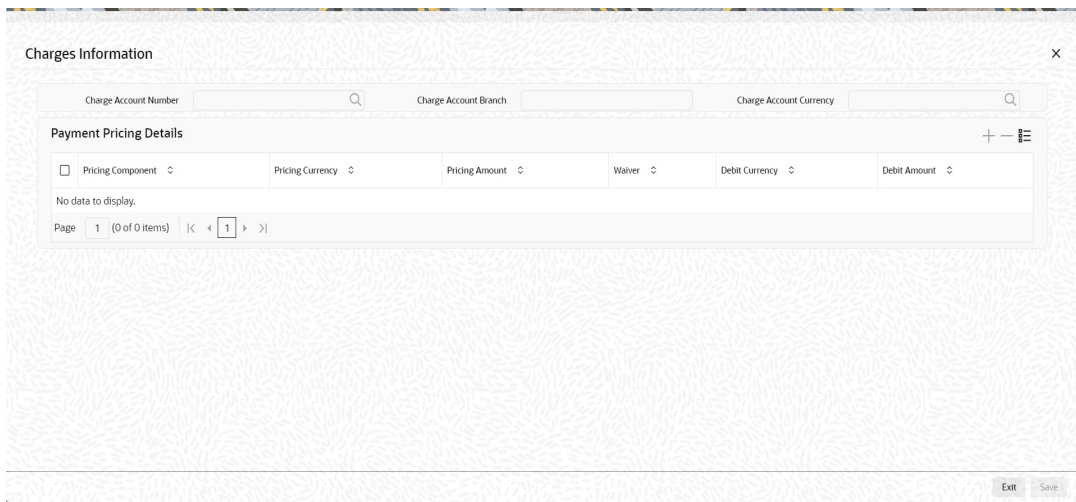 Charges Information
Charge Account Number Charge Account Branch Charge Account Currency
Payment Pricing Details
Pricing Component Pricing Currency Pricing Amount Waiver Debit Currency Debit Amount
No data to display.
Page 1 (0 of 0 items) 1
Exit Save